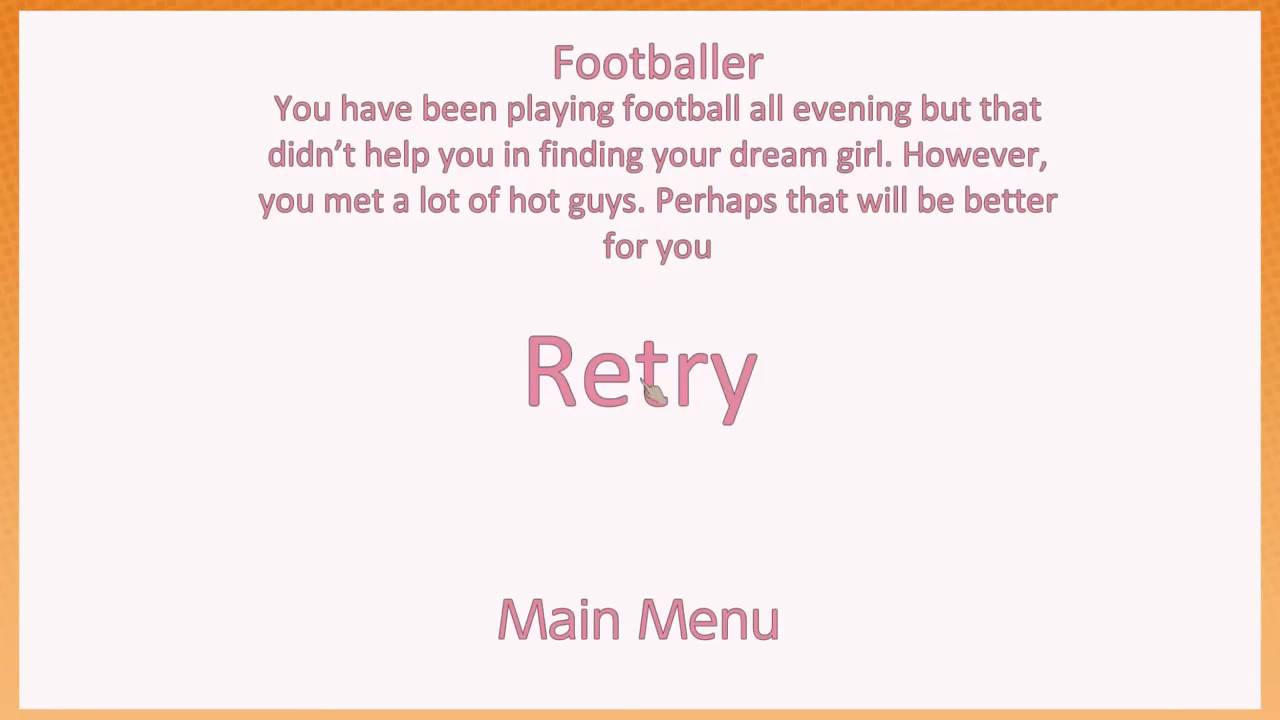 Footballer
You have been playing football all evening but that
didn’t help you in finding your dream girl. However,
you met a lot of hot guys. Perhaps that will be better
for you
Retry
Main Menu